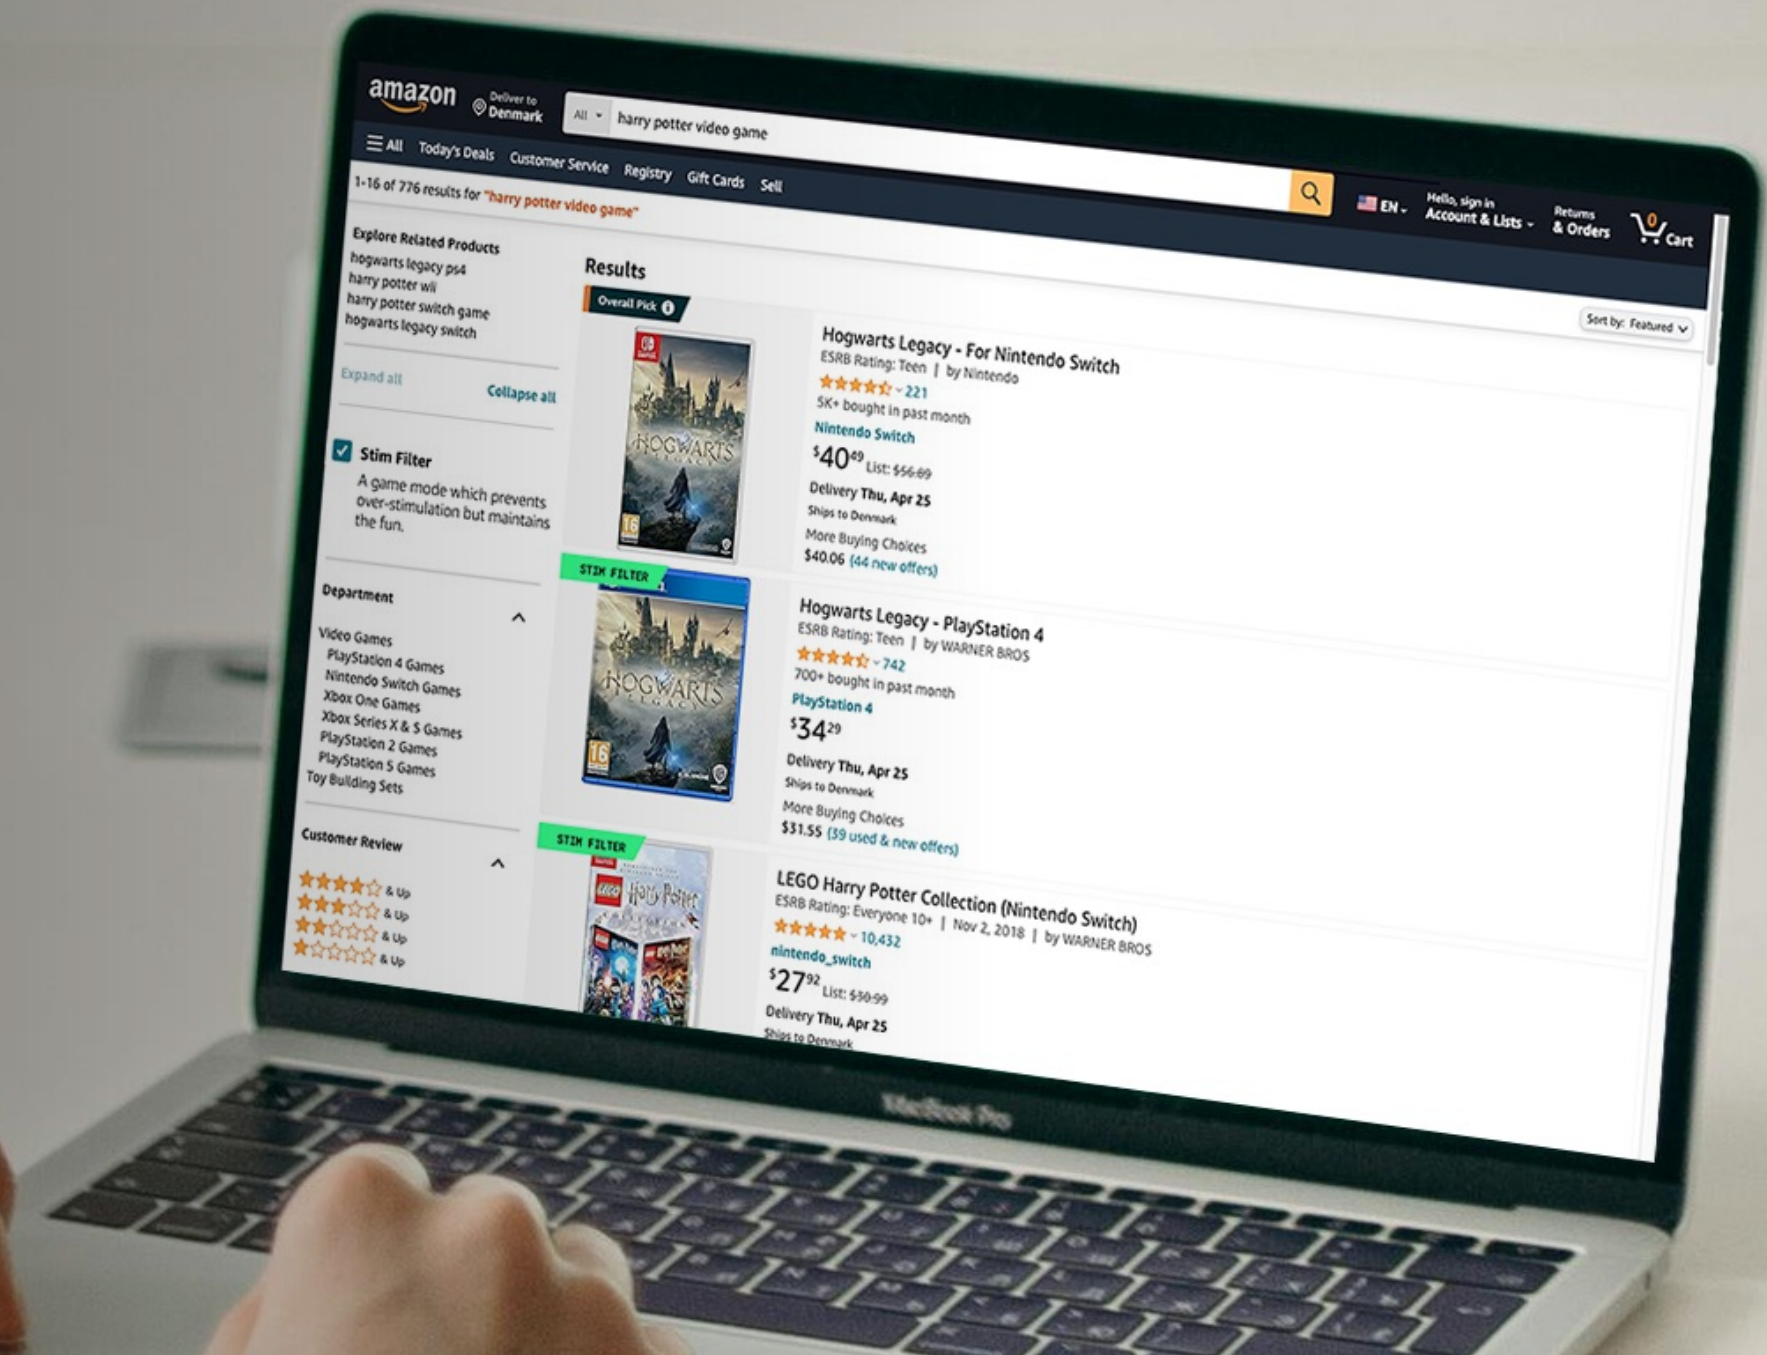 amazon
Deliver to
Denmark
All
harry potter video game
EN
Hello, sign in
Account & Lists
Returns
& Orders
0
Cart
All
Today's Deals
Customer Service
Registry
Gift Cards
Sell
1-16 of 776 results for "harry potter video game"
Sort by: Featured
Explore Related Products
hogwarts legacy ps4
harry potter wii
harry potter switch game
hogwarts legacy switch
Expand all
Collapse all
Stim Filter
A game mode which prevents
over-stimulation but maintains
the fun.
Department
Video Games
PlayStation 4 Games
Nintendo Switch Games
Xbox One Games
Xbox Series X & S Games
PlayStation 2 Games
PlayStation 5 Games
Toy Building Sets
Customer Review
& Up
& Up
& Up
& Up
Results
Overall Pick
HOGWARTS
LEGACY
16
Hogwarts Legacy - For Nintendo Switch
ESRB Rating: Teen | by Nintendo
221
5K+ bought in past month
Nintendo Switch
$40.49 List: $56.89
Delivery Thu, Apr 25
Ships to Denmark
More Buying Choices
$40.06 (44 new offers)
STIM FILTER
HOGWARTS
LEGACY
16
Hogwarts Legacy - PlayStation 4
ESRB Rating: Teen | by WARNER BROS
742
700+ bought in past month
PlayStation 4
$34.29
Delivery Thu, Apr 25
Ships to Denmark
More Buying Choices
$31.55 (39 used & new offers)
STIM FILTER
LEGO Harry Potter
LEGO Harry Potter Collection (Nintendo Switch)
ESRB Rating: Everyone 10+ | Nov 2, 2018 | by WARNER BROS
10,432
nintendo_switch
$27.92 List: $30.99
Delivery Thu, Apr 25
Ships to Denmark
MacBook Pro